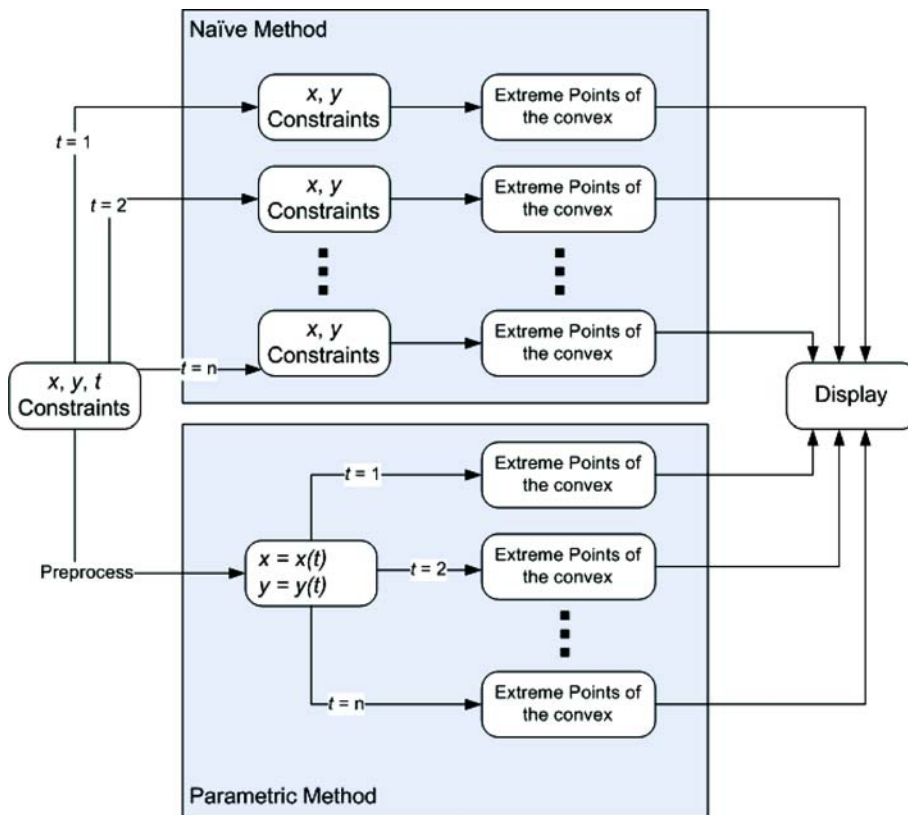 Naïve Method
x, y
Constraints
Extreme Points of
the convex
t = 1
x, y
Constraints
Extreme Points of
the convex
t = 2
x, y
Constraints
Extreme Points of
the convex
t = n
x, y, t
Constraints
Display
t = 1
Extreme Points of
the convex
Preprocess
x = x(t)
y = y(t)
t = 2
Extreme Points of
the convex
t = n
Extreme Points of
the convex
Parametric Method